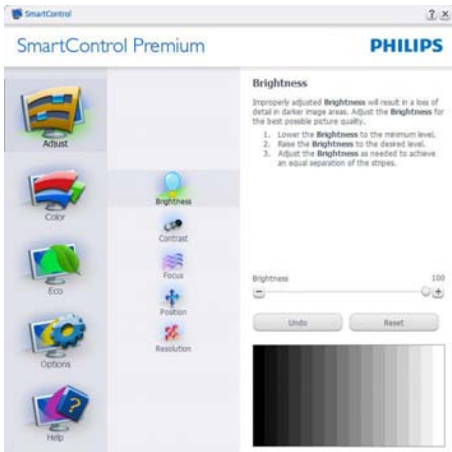 SmartControl
SmartControl Premium
PHILIPS
Adjust
Color
Eco
Options
Help
Brightness
Contrast
Focus
Position
Resolution
Brightness
Improperly adjusted Brightness will result in a loss of
detail in darker image areas. Adjust the Brightness for
the best possible picture quality.
1. Lower the Brightness to the minimum level.
2. Raise the Brightness to the desired level.
3. Adjust the Brightness as needed to achieve
an equal separation of the stripes.
Brightness 100
Undo Reset